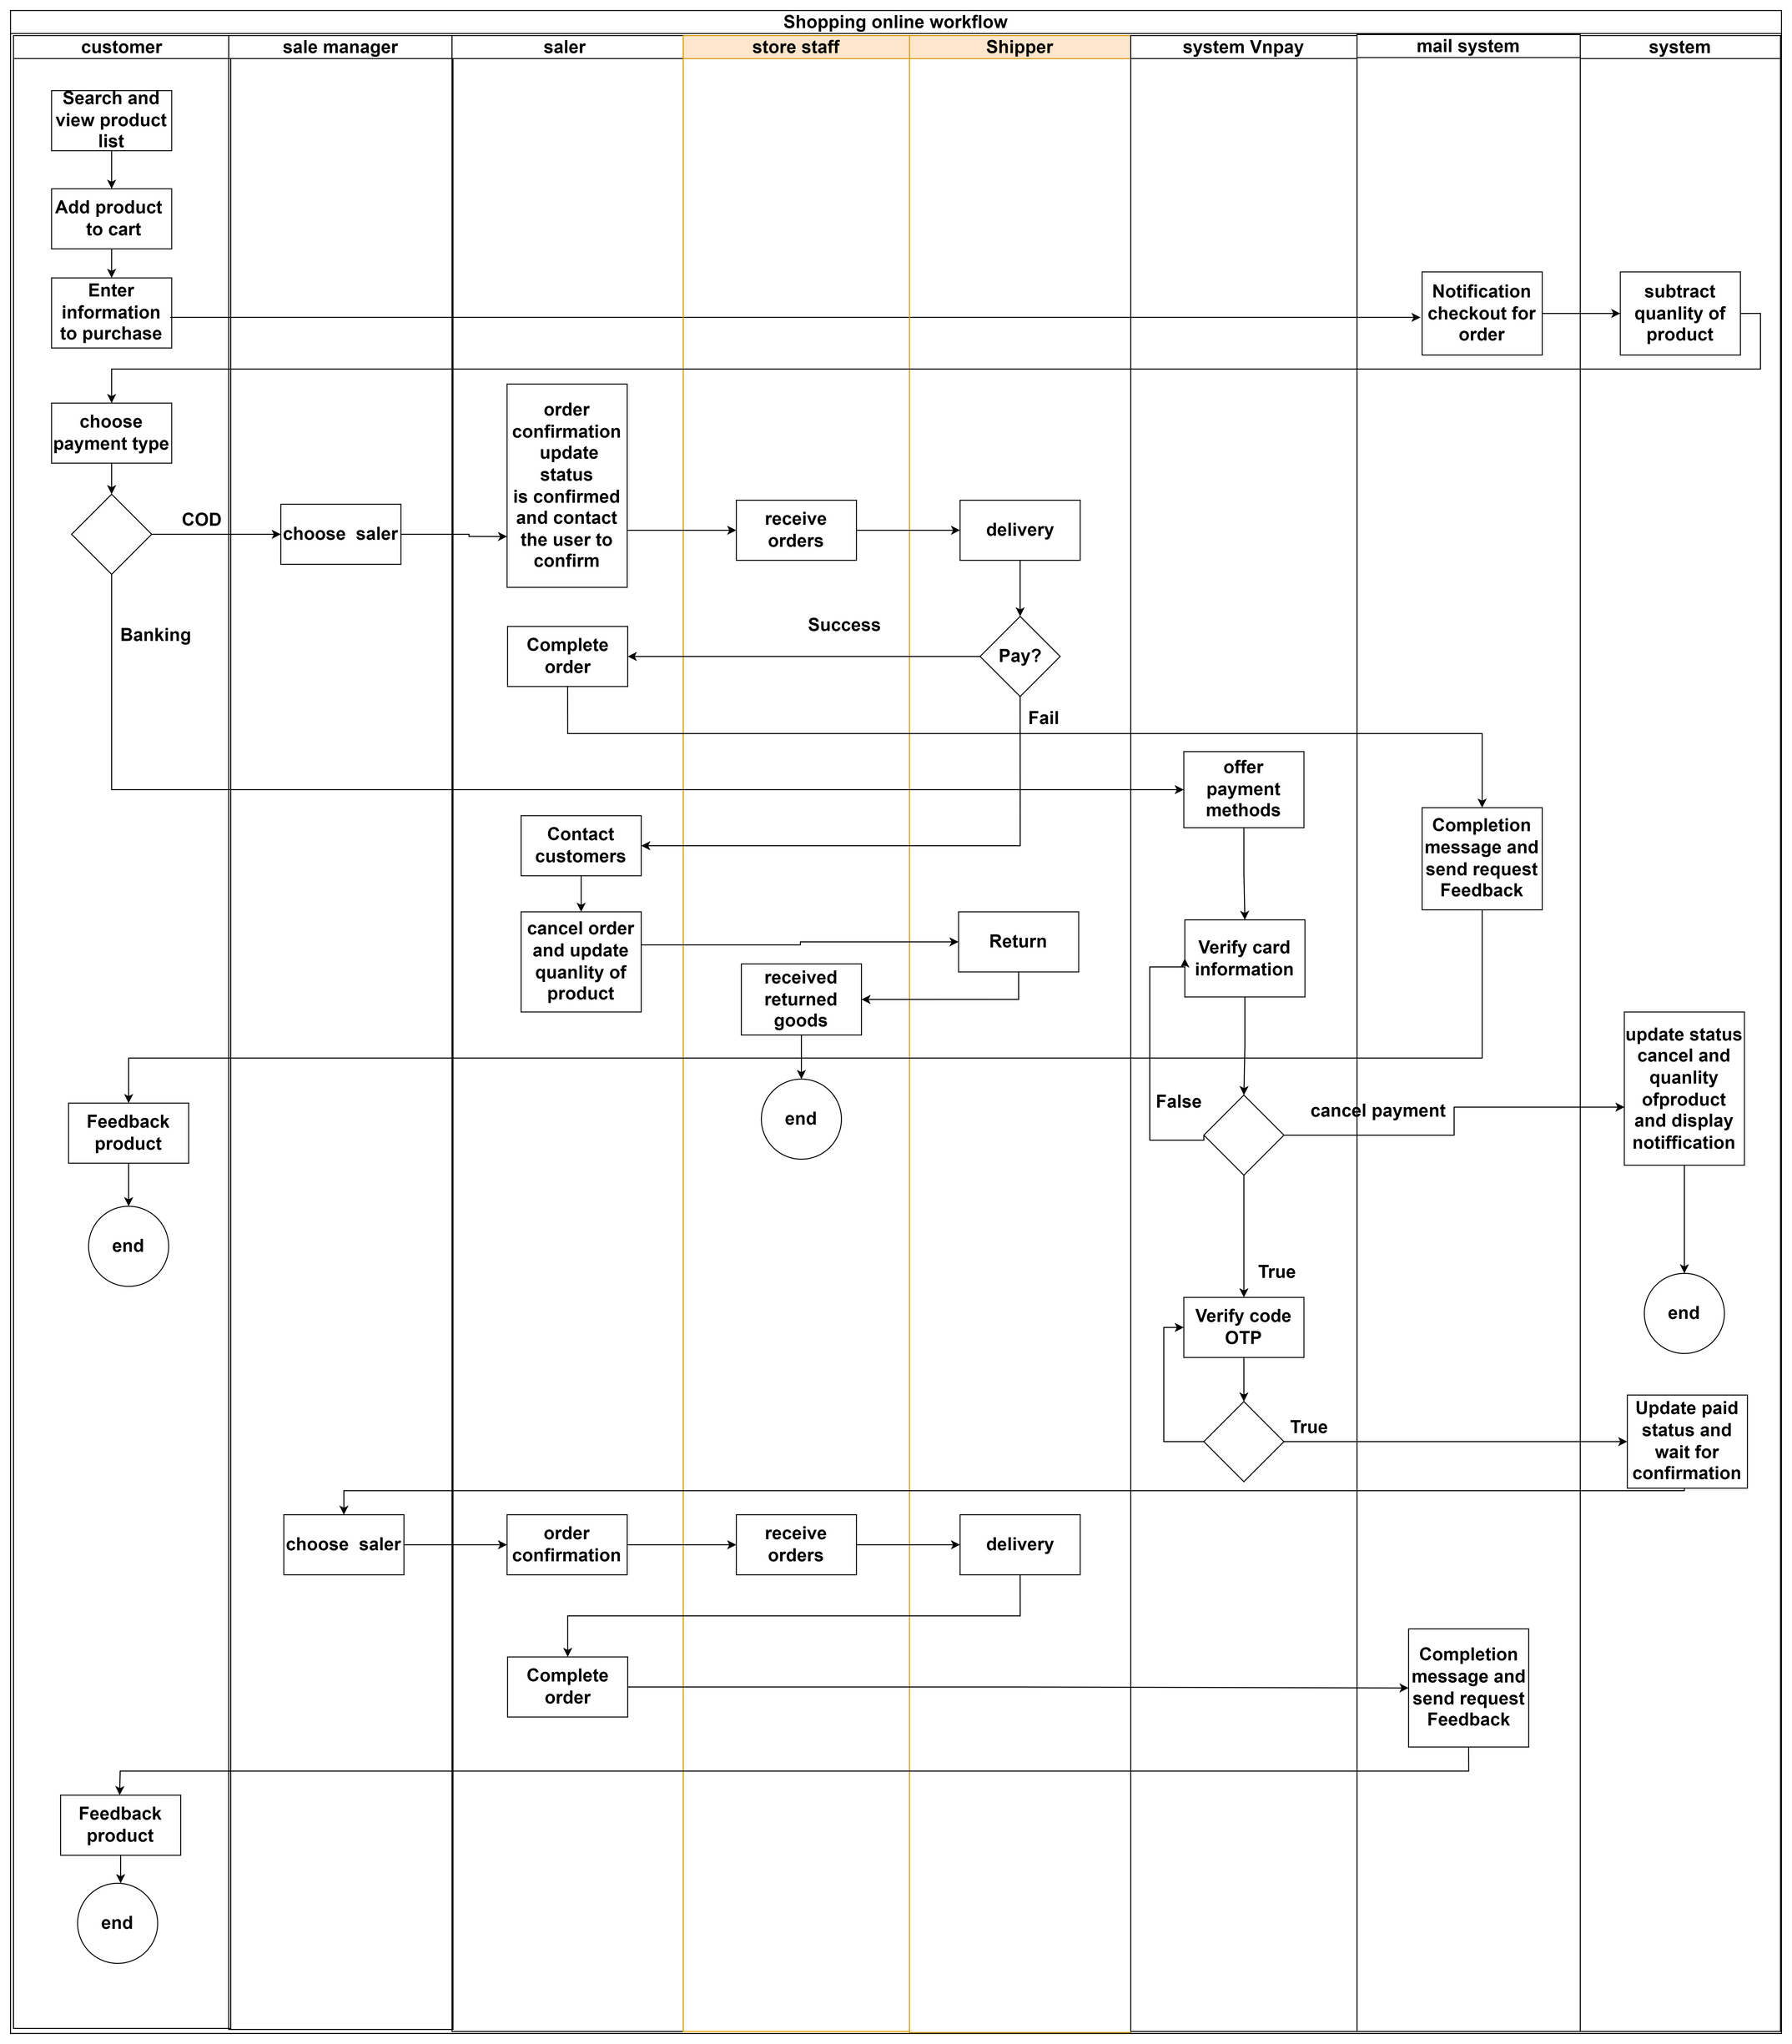 Shopping online workflow
customer
sale manager
saler
store staff
Shipper
system Vnpay
mail system
system
Search and
view product
list
Add product
to cart
Enter
information
to purchase
Notification
checkout for
order
subtract
quanlity of
product
choose
payment type
COD
Banking
choose  saler
order
confirmation
update
status
is confirmed
and contact
the user to
confirm
receive
orders
delivery
Pay?
Success
Fail
Complete
order
offer
payment
methods
Contact
customers
Completion
message and
send request
Feedback
cancel order
and update
quanlity of
product
Return
Verify card
information
received
returned
goods
end
Feedback
product
end
False
cancel payment
update status
cancel and
quanlity
ofproduct
and display
notiffication
True
end
Verify code
OTP
True
Update paid
status and
wait for
confirmation
choose  saler
order
confirmation
receive
orders
delivery
Complete
order
Completion
message and
send request
Feedback
Feedback
product
end